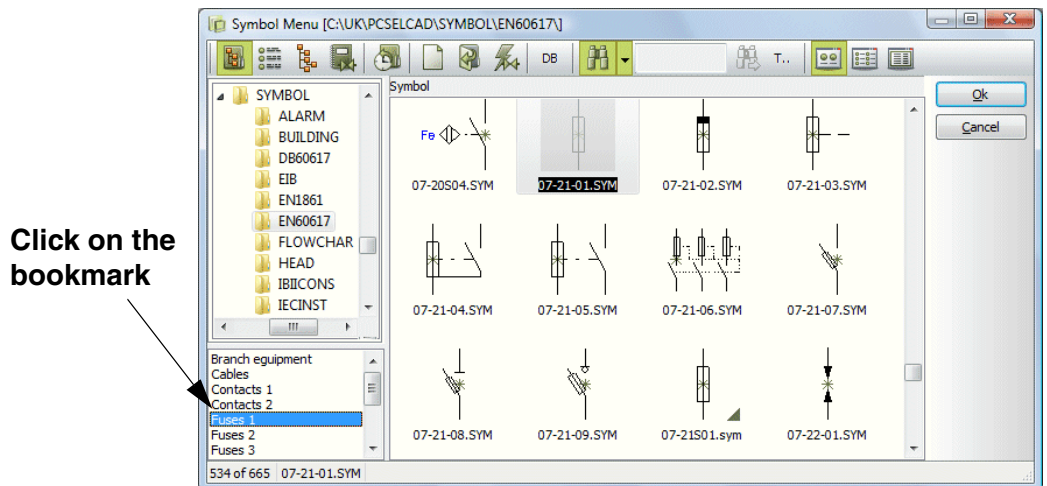 Symbol Menu [C:\UK\PCSELCAD\SYMBOL\EN60617\]
DB
T..
SYMBOL
ALARM
BUILDING
DB60617
EIB
EN1861
EN60617
FLOWCHAR
HEAD
IBIICONS
IECINST
Click on the
bookmark
Branch eguipment
Cables
Contacts 1
Contacts 2
Fuses 1
Fuses 2
Fuses 3
Symbol
Fe
07-20S04.SYM
07-21-01.SYM
07-21-02.SYM
07-21-03.SYM
07-21-04.SYM
07-21-05.SYM
07-21-06.SYM
07-21-07.SYM
07-21-08.SYM
07-21-09.SYM
07-21S01.sym
07-22-01.SYM
Ok
Cancel
534 of 665 07-21-01.SYM